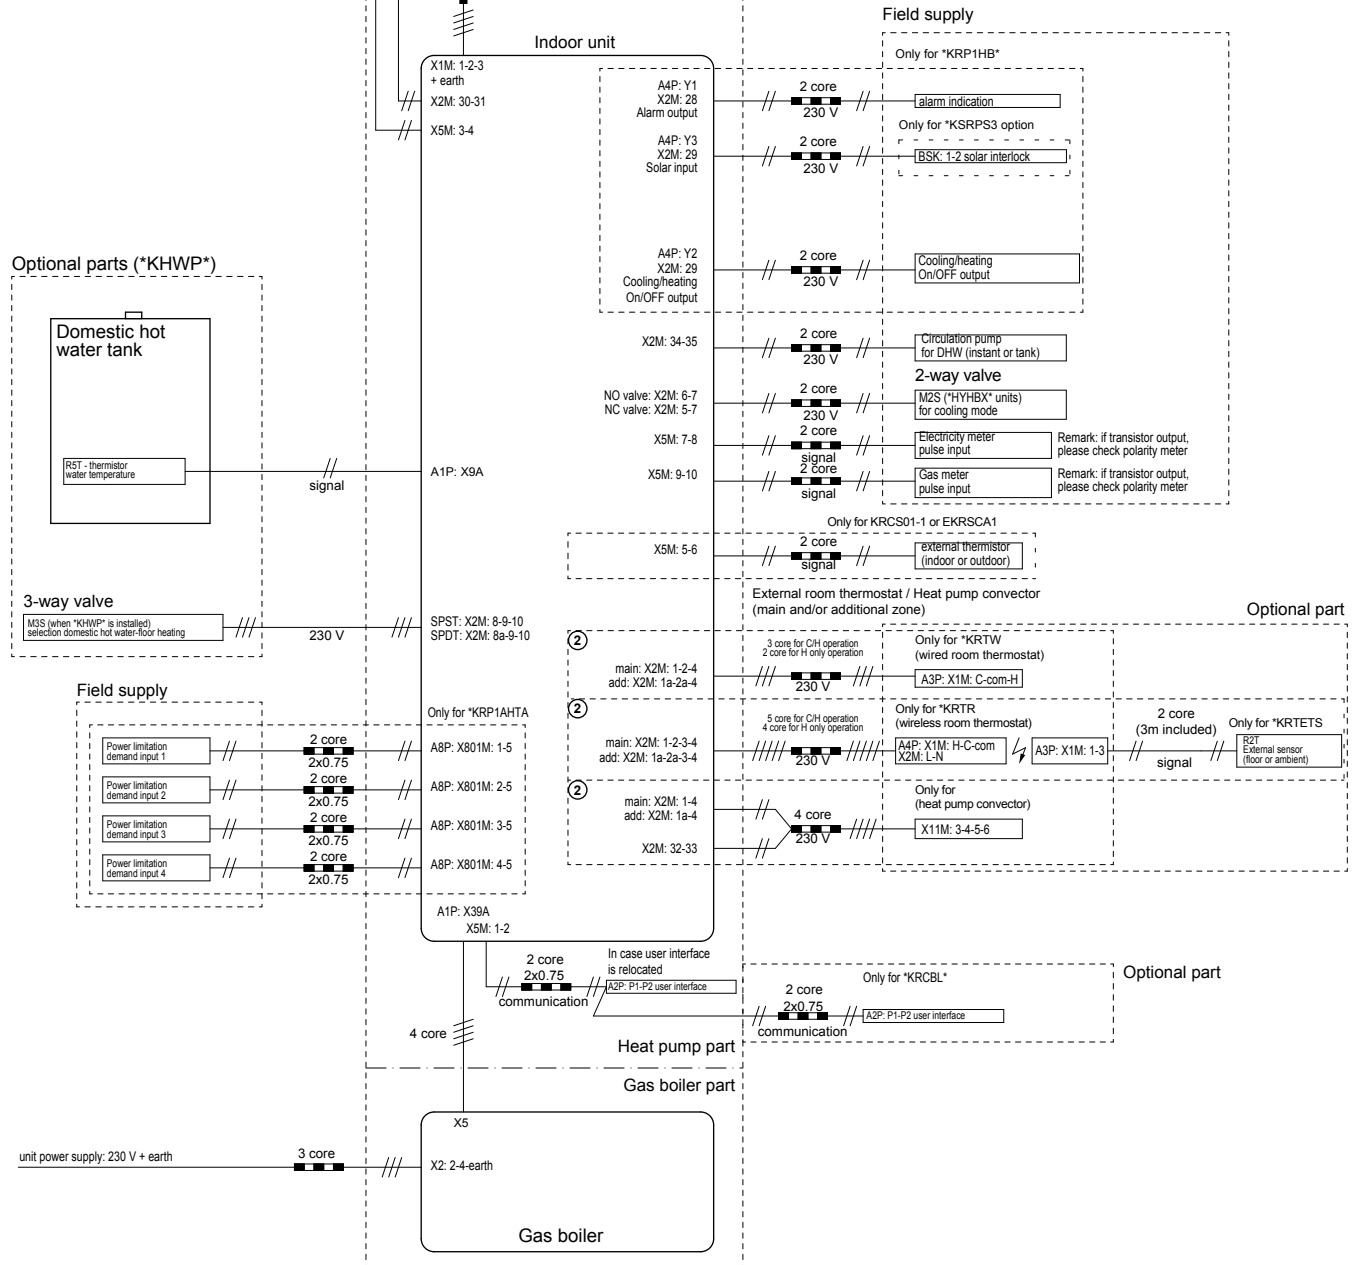 Field supply
Indoor unit
Only for *KRP1HB*
X1M: 1-2-3
+ earth
X2M: 30-31
X5M: 3-4
A4P: Y1
X2M: 28
Alarm output
2 core
230 V
alarm indication
Only for *KSRPS3 option
A4P: Y3
X2M: 29
Solar input
2 core
230 V
BSK: 1-2 solar interlock
A4P: Y2
X2M: 29
Cooling/heating
On/OFF output
2 core
230 V
Cooling/heating
On/OFF output
Optional parts (*KHWP*)
Domestic hot
water tank
R5T - thermistor
water temperature
signal
A1P: X9A
X2M: 34-35
2 core
230 V
Circulation pump
for DHW (instant or tank)
2-way valve
NO valve: X2M: 6-7
NC valve: X2M: 5-7
2 core
230 V
M2S (*HYHBX* units)
for cooling mode
X5M: 7-8
2 core
signal
Electricity meter
pulse input
Remark: if transistor output,
please check polarity meter
X5M: 9-10
2 core
signal
Gas meter
pulse input
Remark: if transistor output,
please check polarity meter
Only for KRCS01-1 or EKRSCA1
X5M: 5-6
2 core
signal
external thermistor
(indoor or outdoor)
3-way valve
M3S (when *KHWP* is installed)
selection domestic hot water-floor heating
230 V
SPST: X2M: 8-9-10
SPDT: X2M: 8a-9-10
External room thermostat / Heat pump convector
(main and/or additional zone)
Optional part
2
main: X2M: 1-2-4
add: X2M: 1a-2a-4
3 core for C/H operation
2 core for H only operation
230 V
Only for *KRTW
(wired room thermostat)
A3P: X1M: C-com-H
2
main: X2M: 1-2-3-4
add: X2M: 1a-2a-3-4
5 core for C/H operation
4 core for H only operation
230 V
Only for *KRTR
(wireless room thermostat)
A4P: X1M: H-C-com
X2M: L-N
A3P: X1M: 1-3
2 core
(3m included)
signal
Only for *KRTETS
R2T
External sensor
(floor or ambient)
2
main: X2M: 1-4
add: X2M: 1a-4
X2M: 32-33
4 core
230 V
Only for
(heat pump convector)
X11M: 3-4-5-6
Field supply
Only for *KRP1AHTA
Power limitation
demand input 1
2 core
2x0.75
A8P: X801M: 1-5
Power limitation
demand input 2
2 core
2x0.75
A8P: X801M: 2-5
Power limitation
demand input 3
2 core
2x0.75
A8P: X801M: 3-5
Power limitation
demand input 4
2 core
2x0.75
A8P: X801M: 4-5
A1P: X39A
X5M: 1-2
2 core
2x0.75
communication
In case user interface
is relocated
A2P: P1-P2 user interface
Only for *KRCBL*
Optional part
2 core
2x0.75
communication
A2P: P1-P2 user interface
4 core
Heat pump part
Gas boiler part
X5
unit power supply: 230 V + earth
3 core
X2: 2-4-earth
Gas boiler